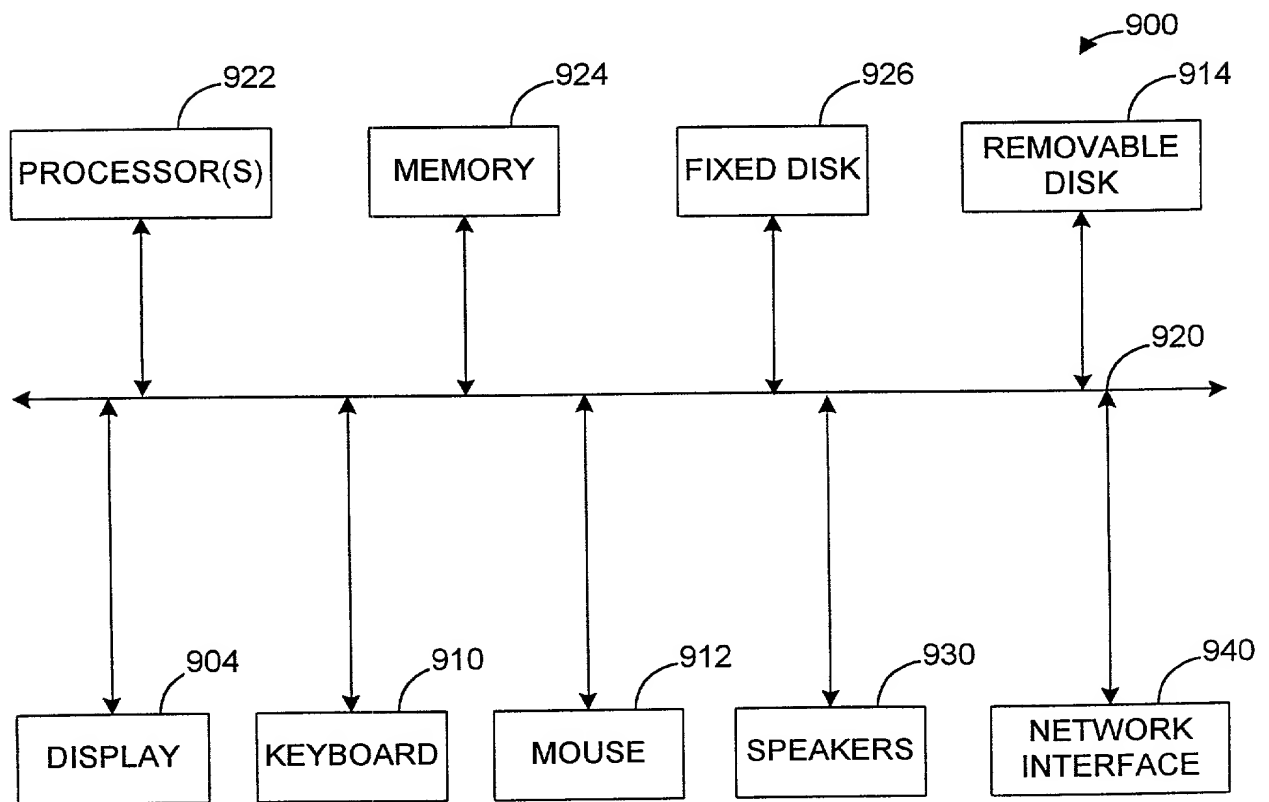 900
922
924
926
914
PROCESSOR(S)
MEMORY
FIXED DISK
REMOVABLE
DISK
920
904
910
912
930
940
DISPLAY
KEYBOARD
MOUSE
SPEAKERS
NETWORK
INTERFACE